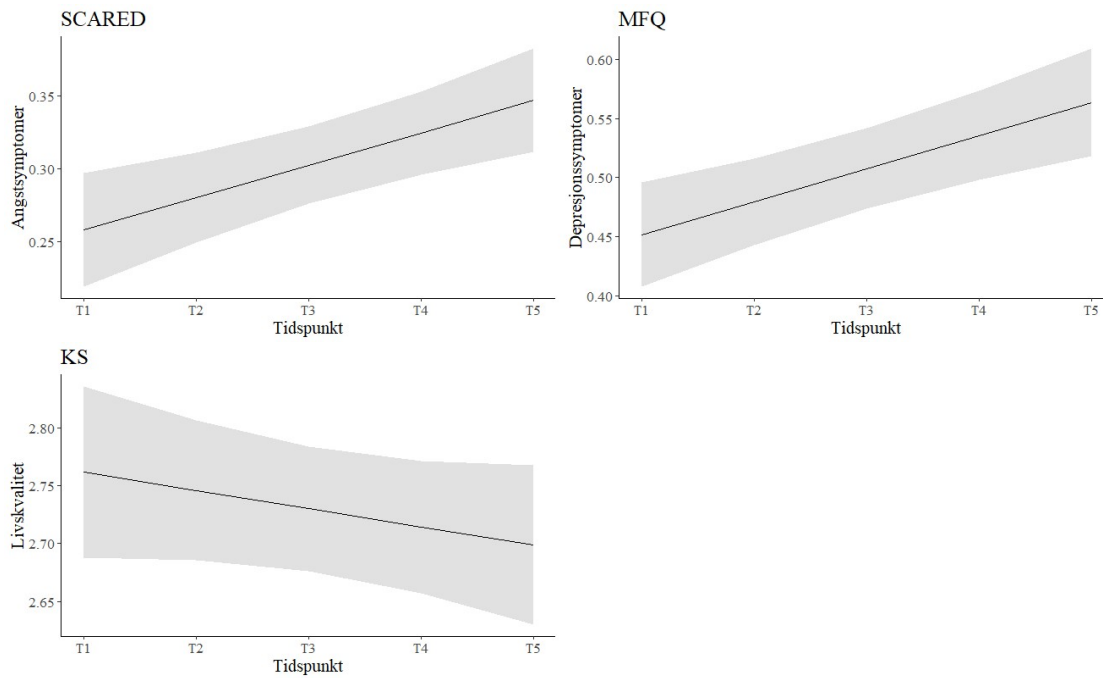 SCARED
Angstsymptomer
0.35
0.30
0.25
T1 T2 T3 T4 T5
Tidspunkt
MFQ
Depresjonssymptomer
0.60
0.55
0.50
0.45
0.40
T1 T2 T3 T4 T5
Tidspunkt
KS
Livskvalitet
2.80
2.75
2.70
2.65
T1 T2 T3 T4 T5
Tidspunkt